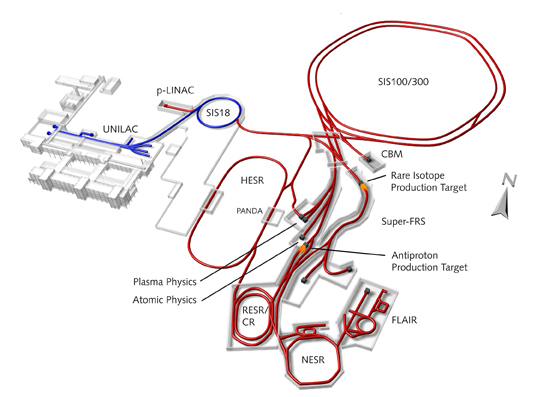 SIS100/300
p-LINAC
SIS18
UNILAC
CBM
Rare Isotope
Production Target
HESR
PANDA
N
Super-FRS
Antiproton
Production Target
Plasma Physics
Atomic Physics
RESR/
CR
FLAIR
NESR